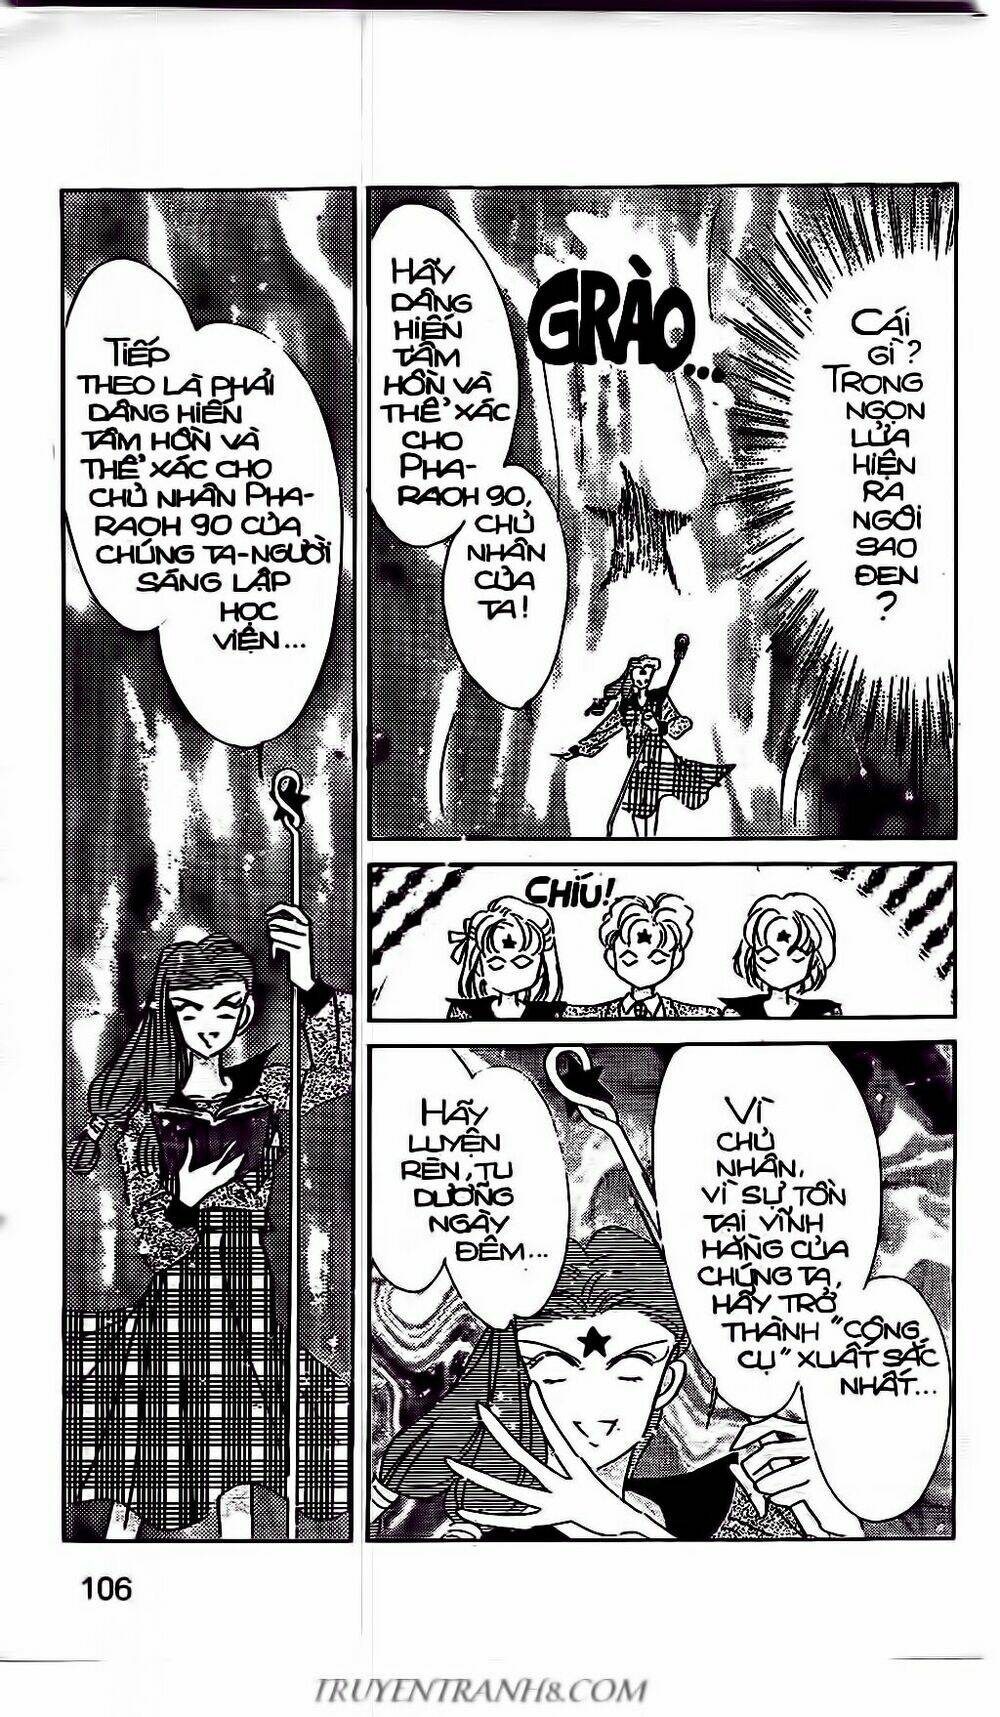 CÁI
GÌ?
TRONG
NGỌN
LỬA
HIỆN
RA
NGÔI
SAO
ĐEN
?
GRÀO...
HÃY
DÂNG
HIẾN
TÂM
HỒN VÀ
THỂ XÁC
CHO
PHA-
RAOH 90,
CHỦ
NHÂN
CỦA
TA!
CHÍU!
VÌ
CHỦ
NHÂN,
VÌ SỰ TỒN
TẠI VĨNH
HẰNG CỦA
CHÚNG TA,
HÃY TRỞ
THÀNH "CÔNG
CỤ" XUẤT SẮC
NHẤT...
HÃY
LUYỆN
RÈN, TU
DƯỠNG
NGÀY
ĐÊM...
TIẾP
THEO LÀ PHẢI
DÂNG HIẾN
TÂM HỒN VÀ
THỂ XÁC CHO
CHỦ NHÂN PHA-
RAOH 90 CỦA
CHÚNG TA-NGƯỜI
SÁNG LẬP
HỌC
VIỆN...
106
TRUYENTRANH8.COM